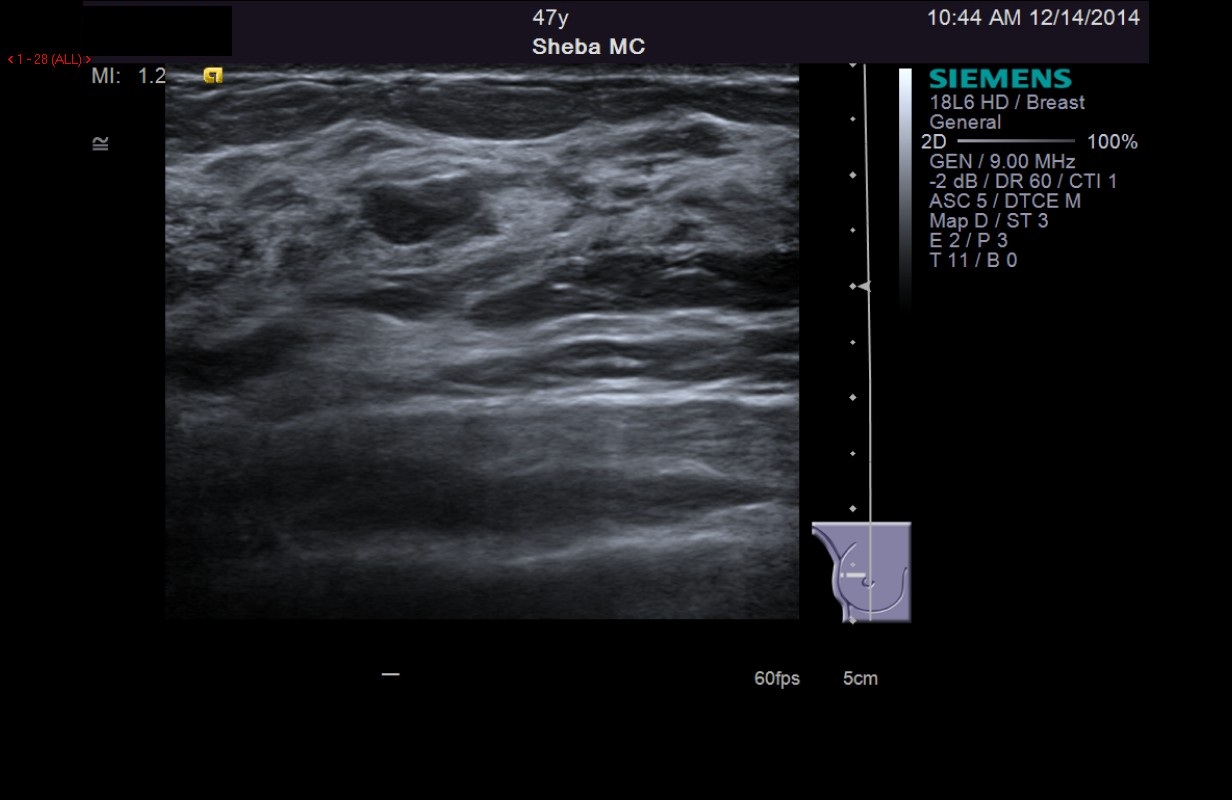 47y
10:44 AM 12/14/2014
Sheba MC
< 1 - 28 (ALL) >
MI: 1.2
SIEMENS
18L6 HD / Breast
General
2D 100%
GEN / 9.00 MHz
-2 dB / DR 60 / CTI 1
ASC 5 / DTCE M
Map D / ST 3
E 2 / P 3
T 11 / B 0
60fps
5cm